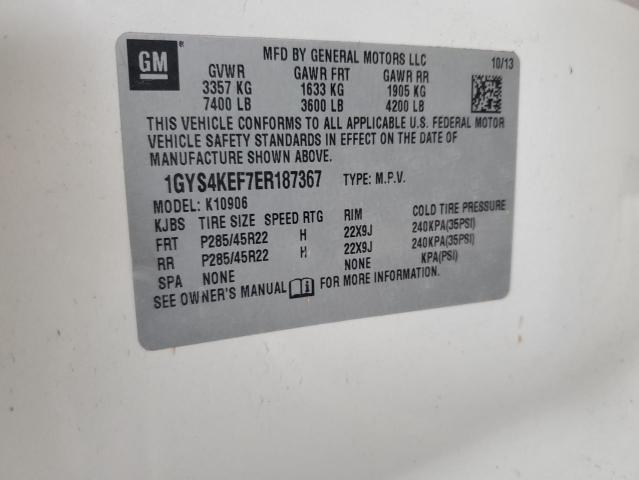 GM
MFD BY GENERAL MOTORS LLC 10/13
GVWR GAWR FRT GAWR RR
3357 KG 1633 KG 1905 KG
7400 LB 3600 LB 4200 LB
THIS VEHICLE CONFORMS TO ALL APPLICABLE U.S. FEDERAL MOTOR
VEHICLE SAFETY STANDARDS IN EFFECT ON THE DATE OF
MANUFACTURE SHOWN ABOVE.
1GYS4KEF7ER187367 TYPE: M.P.V.
MODEL: K10906
KJBS TIRE SIZE SPEED RTG RIM COLD TIRE PRESSURE
FRT P285/45R22 H 22X9J 240KPA(35PSI)
RR P285/45R22 H 22X9J 240KPA(35PSI)
SPA NONE NONE KPA(PSI)
SEE OWNER'S MANUAL FOR MORE INFORMATION.